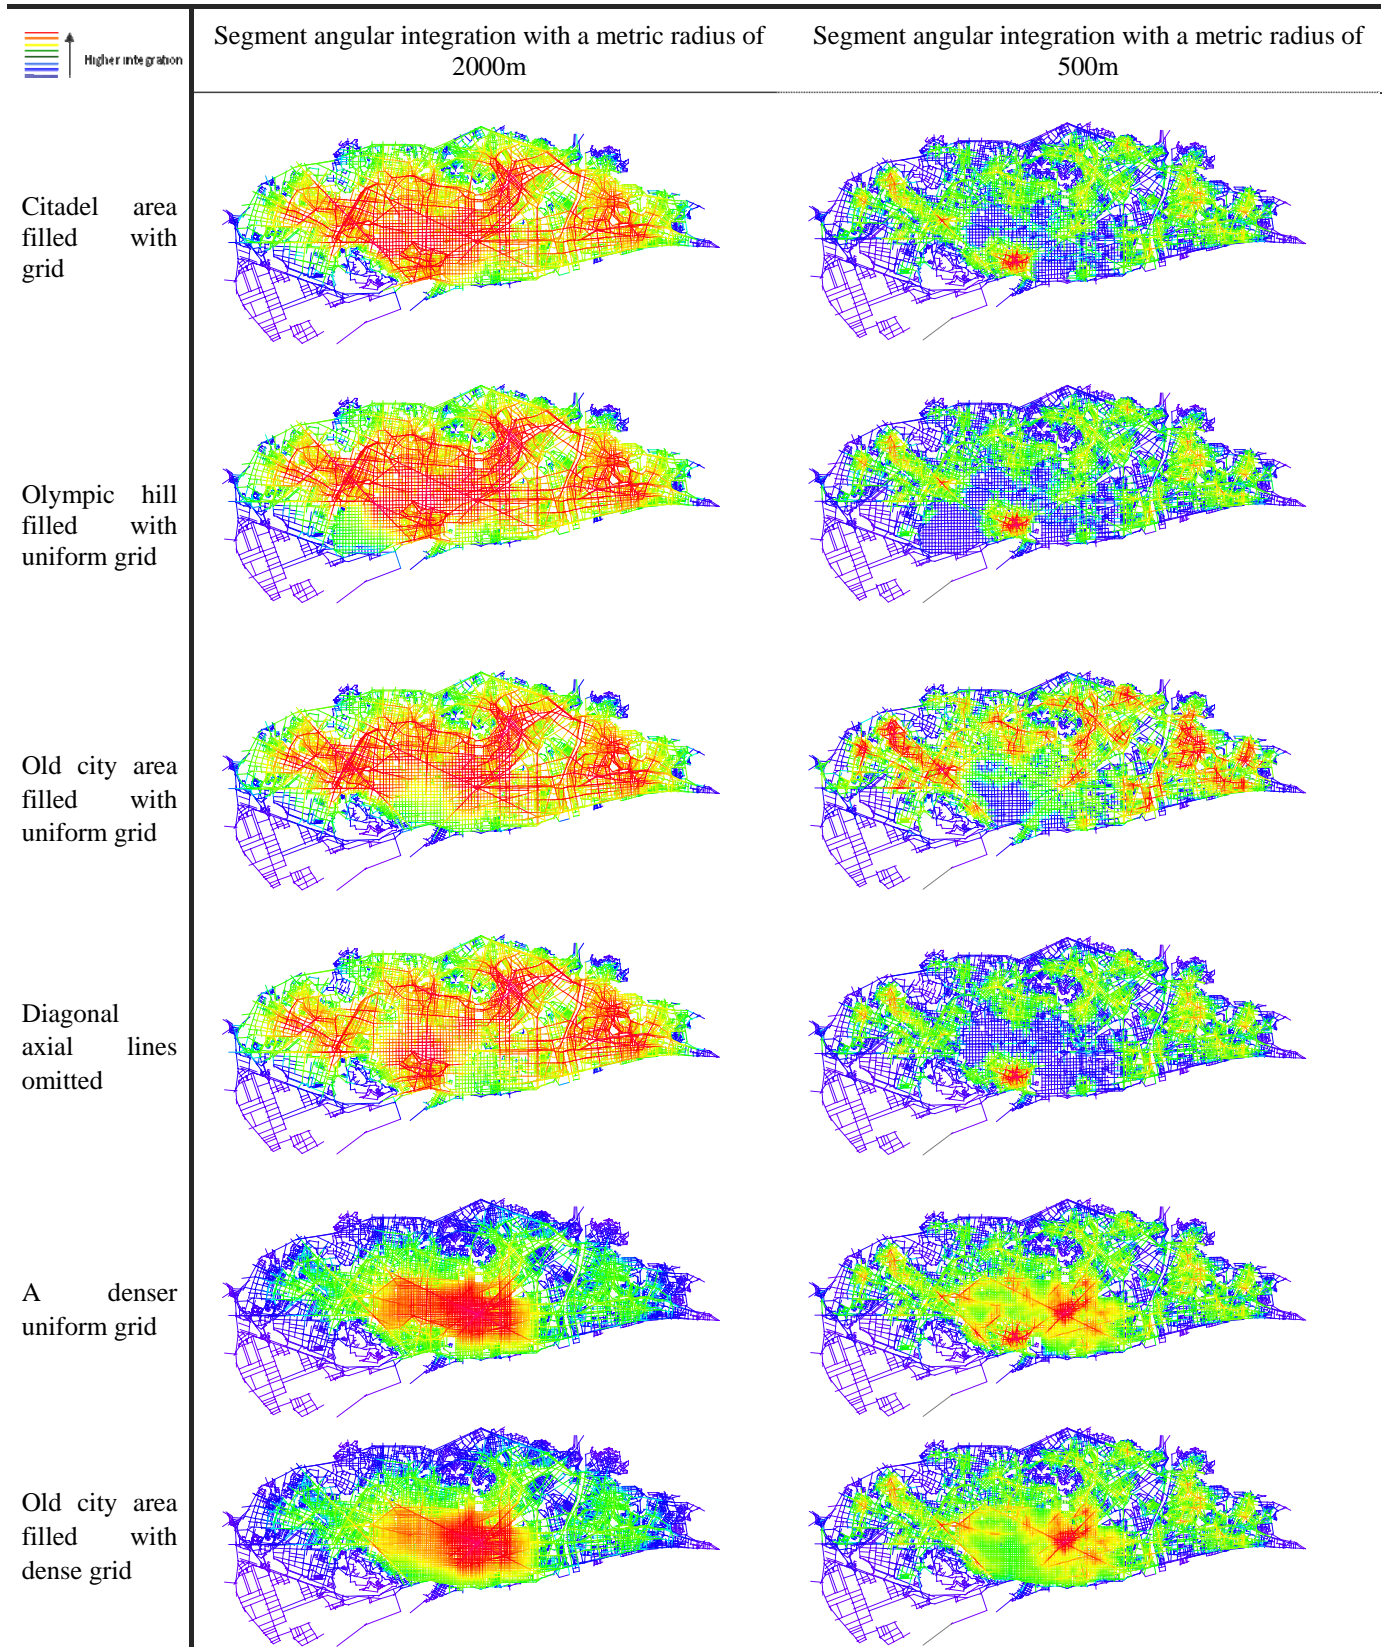 Higher integration
Segment angular integration with a metric radius of
2000m
Segment angular integration with a metric radius of
500m
Citadel area
filled with
grid
Olympic hill
filled with
uniform grid
Old city area
filled with
uniform grid
Diagonal
axial lines
omitted
A denser
uniform grid
Old city area
filled with
dense grid